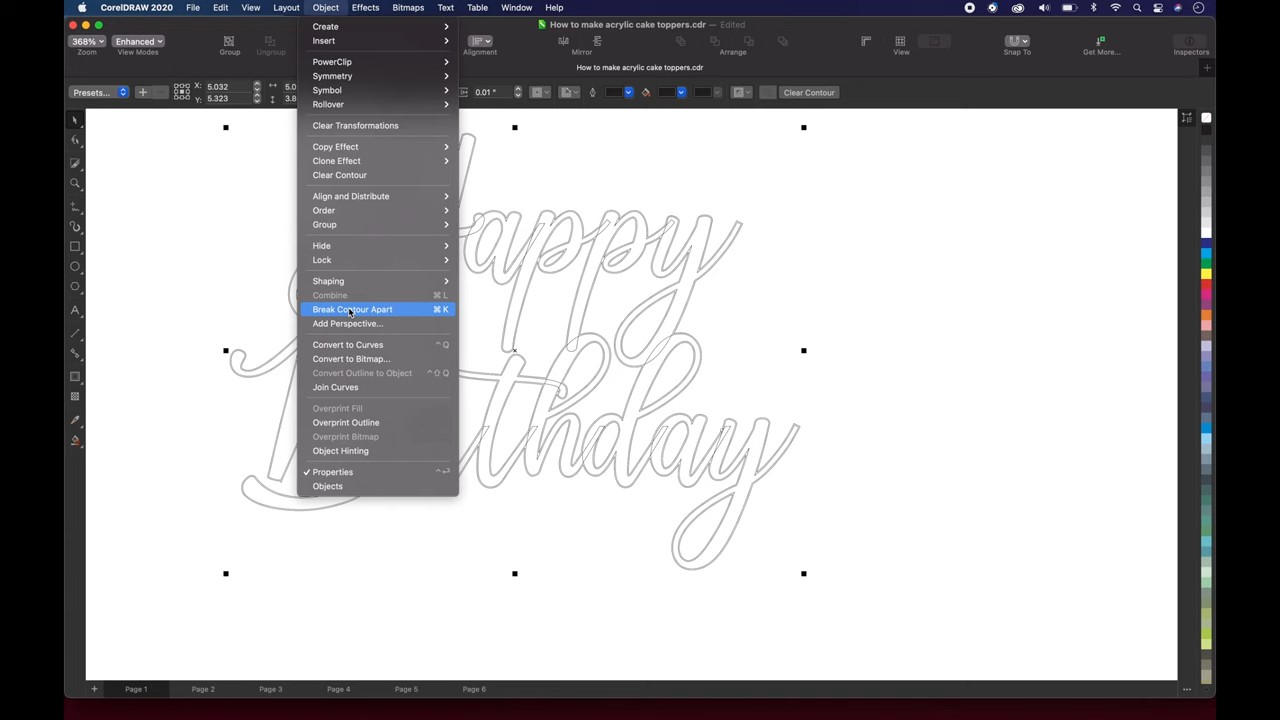 CorelDRAW 2020 File Edit View Layout Object Effects Bitmaps Text Table Window Help
How to make acrylic cake toppers.cdr — Edited
368% Enhanced
Zoom View Modes Group Ungroup Alignment Mirror Arrange View Snap To Get More... Inspectors
How to make acrylic cake toppers.cdr
Presets... X: 5.032 5.0 0.01 " Clear Contour
Y: 5.323 3.8
Create
Insert
PowerClip
Symmetry
Symbol
Rollover
Clear Transformations
Copy Effect
Clone Effect
Clear Contour
Align and Distribute
Order
Group
Hide
Lock
Shaping
Combine ⌘ L
Break Contour Apart ⌘ K
Add Perspective...
Convert to Curves ^ Q
Convert to Bitmap...
Convert Outline to Object ^⇧Q
Join Curves
Overprint Fill
Overprint Outline
Overprint Bitmap
Object Hinting
✓ Properties ^⏎
Objects
Happy
Birthday
Page 1 Page 2 Page 3 Page 4 Page 5 Page 6